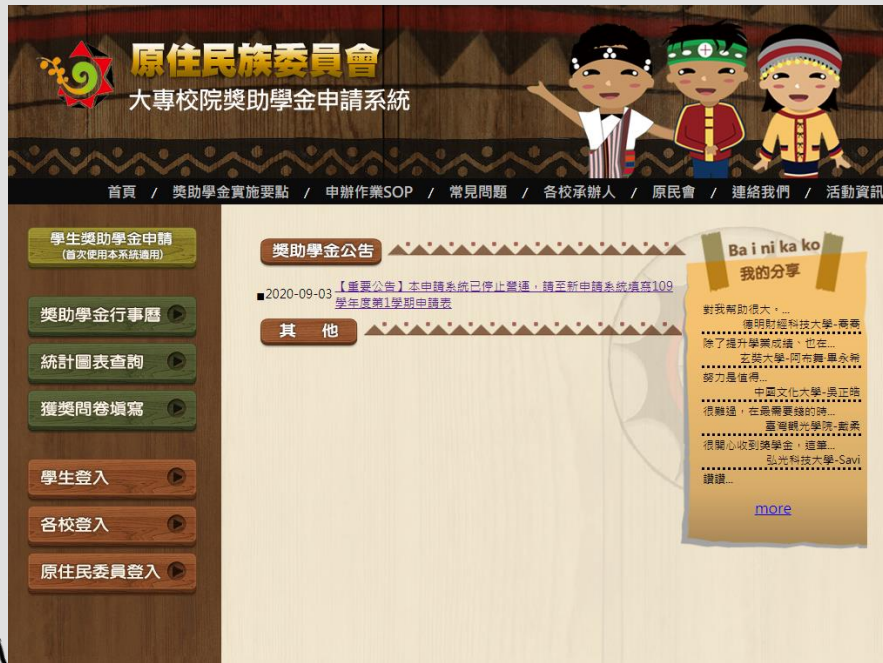 原住民族委員會
大專校院獎助學金申請系統
首頁 / 獎助學金實施要點 / 申辦作業SOP / 常見問題 / 各校承辦人 / 原民會 / 連絡我們 / 活動資訊
學生獎助學金申請
(首次使用本系統適用)
獎助學金行事曆
統計圖表查詢
獲獎問卷填寫
學生登入
各校登入
原住民委員登入
獎助學金公告
■2020-09-03 【重要公告】本申請系統已停止營運，請至新申請系統填寫109
學年度第1學期申請表
其 他
Ba i ni ka ko
我的分享
對我幫助很大。...
德明財經科技大學-喬喬
除了提升學業成績、也在...
玄奘大學-阿布舞‧畢永希
努力是值得...
中國文化大學-吳正皓
很難過，在最需要錢的時...
臺灣觀光學院-戴柔
很開心收到獎學金，這筆...
弘光科技大學-Savi
讚讚...
more